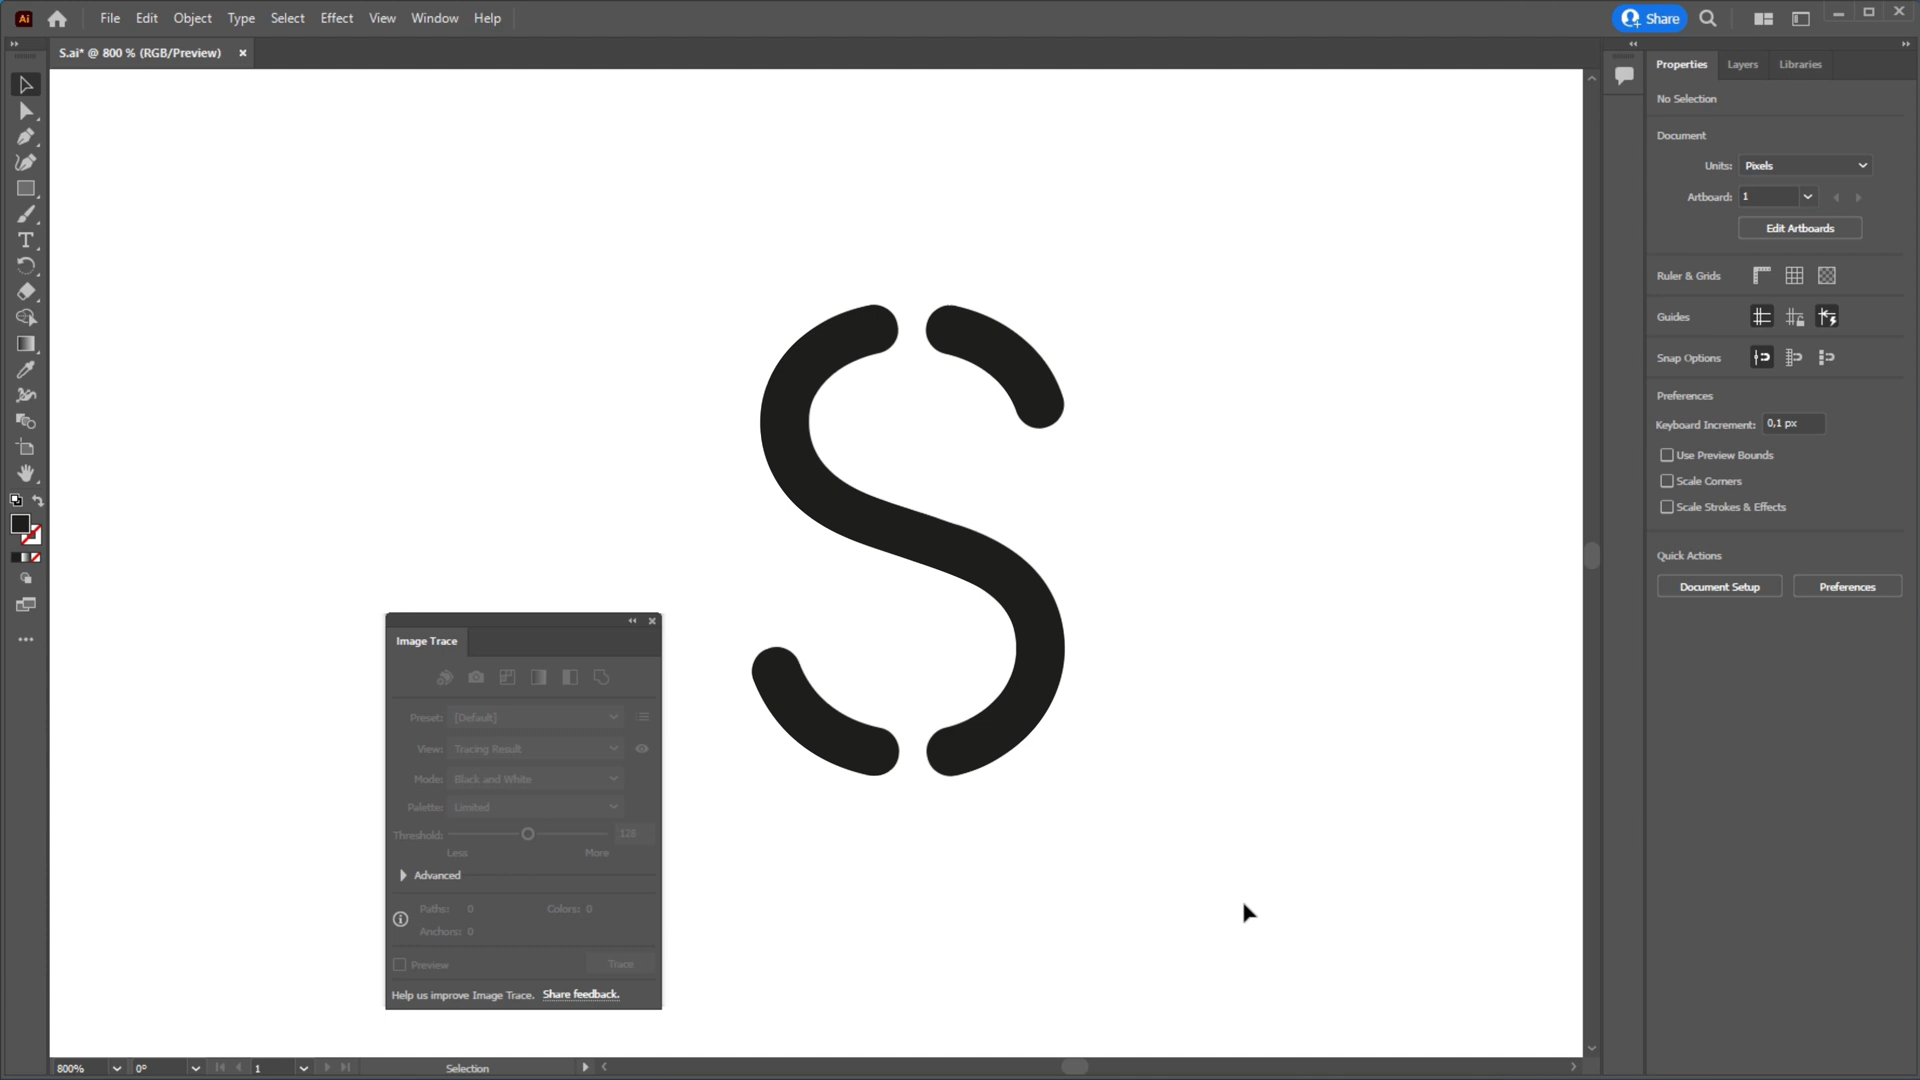 Ai File Edit Object Type Select Effect View Window Help Share
S.ai* @ 800 % (RGB/Preview)
Properties Layers Libraries
No Selection
Document
Units: Pixels
Artboard: 1
Edit Artboards
Ruler & Grids
Guides
Snap Options
Preferences
Keyboard Increment: 0,1 px
Use Preview Bounds
Scale Corners
Scale Strokes & Effects
Quick Actions
Document Setup Preferences
S
Image Trace
Preset: [Default]
View: Tracing Result
Mode: Black and White
Palette: Limited
Threshold: 128
Less More
Advanced
Paths: 0 Colors: 0
Anchors: 0
Preview Trace
Help us improve Image Trace. Share feedback.
800% 0° 1 Selection